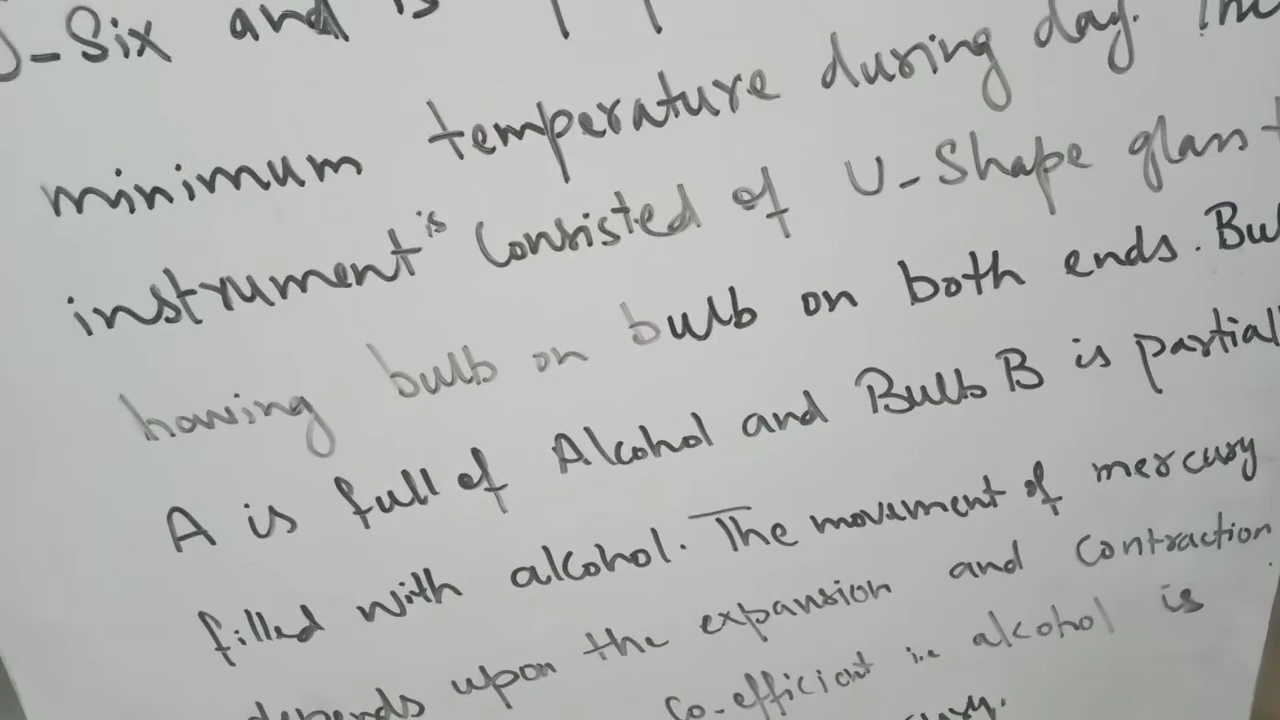 -Six and is
minimum temperature during day. The
instrument is Consisted of U-Shape glass
having bulb on bulb on both ends.
A is full of Alcohol and Bulb B is
filled with alcohol. The movement of mercury
depends upon the expansion and Contraction
Co-efficient i.e alcohol is